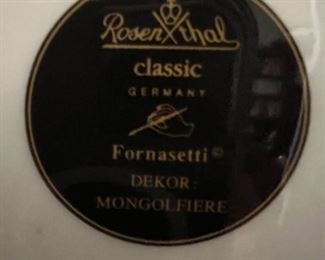 Rosenthal
classic
GERMANY
Fornasetti©
DEKOR:
MONGOLFIERE